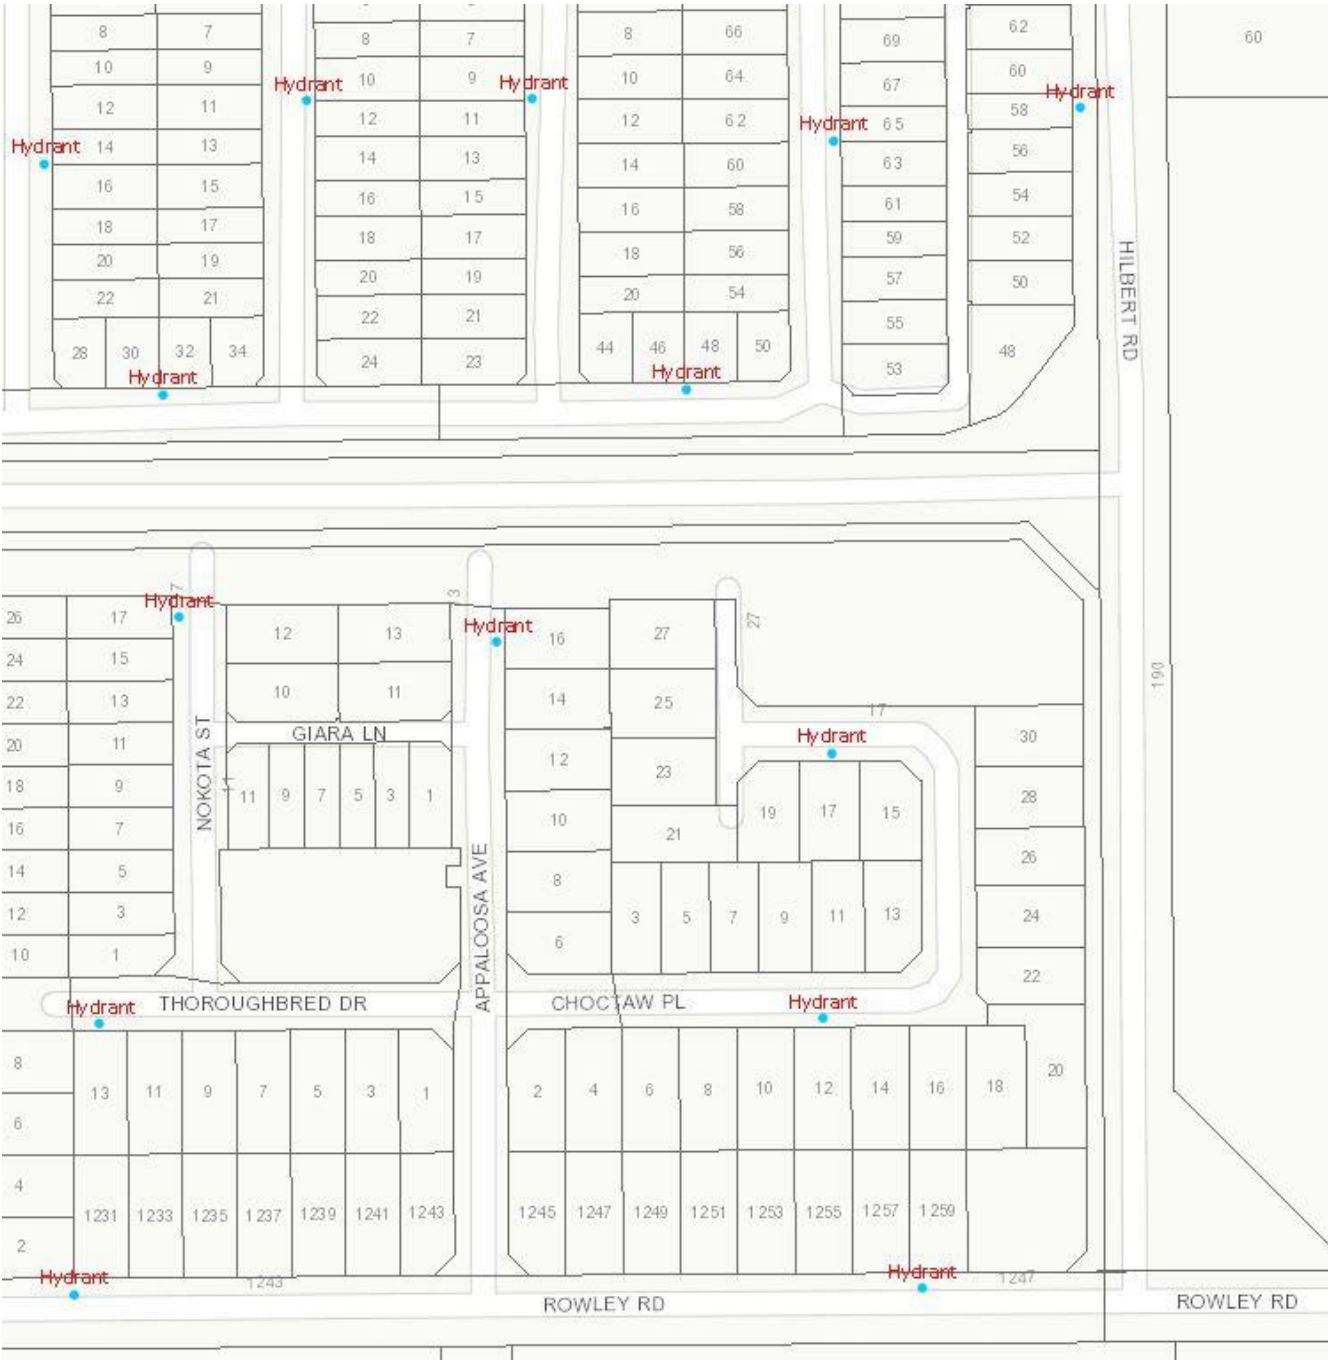 8 7 8 7 8 66 69 62 60
10 9 10 9 10 64 67 60
Hydrant Hydrant Hydrant
12 11 12 11 12 62 65 58
Hydrant Hydrant
14 13 14 13 14 60 63 56
16 15 16 15 16 58 61 54
18 17 18 17 18 56 59 52
20 19 20 19 20 54 57 50
22 21 22 21 55
28 30 32 34 24 23 44 46 48 50 53 48
Hydrant Hydrant
HILBERT RD
7 3 27
Hydrant Hydrant
26 17 12 13 16 27
24 15 10 11 14 25
22 13
190
17
GIARA LN
Hydrant
NOKOTA ST
20 11 12 23 30
18 9 11 11 9 7 5 3 1 10 21 19 17 15 28
16 7
14 5 8 26
12 3 6 3 5 7 9 11 13 24
10 1 22
APPALOOSA AVE
Hydrant THOROUGHBRED DR CHOCTAW PL Hydrant
8 13 11 9 7 5 3 1 2 4 6 8 10 12 14 16 18 20
6
4 1231 1233 1235 1237 1239 1241 1243 1245 1247 1249 1251 1253 1255 1257 1259
2
Hydrant 1243 Hydrant 1247
ROWLEY RD ROWLEY RD